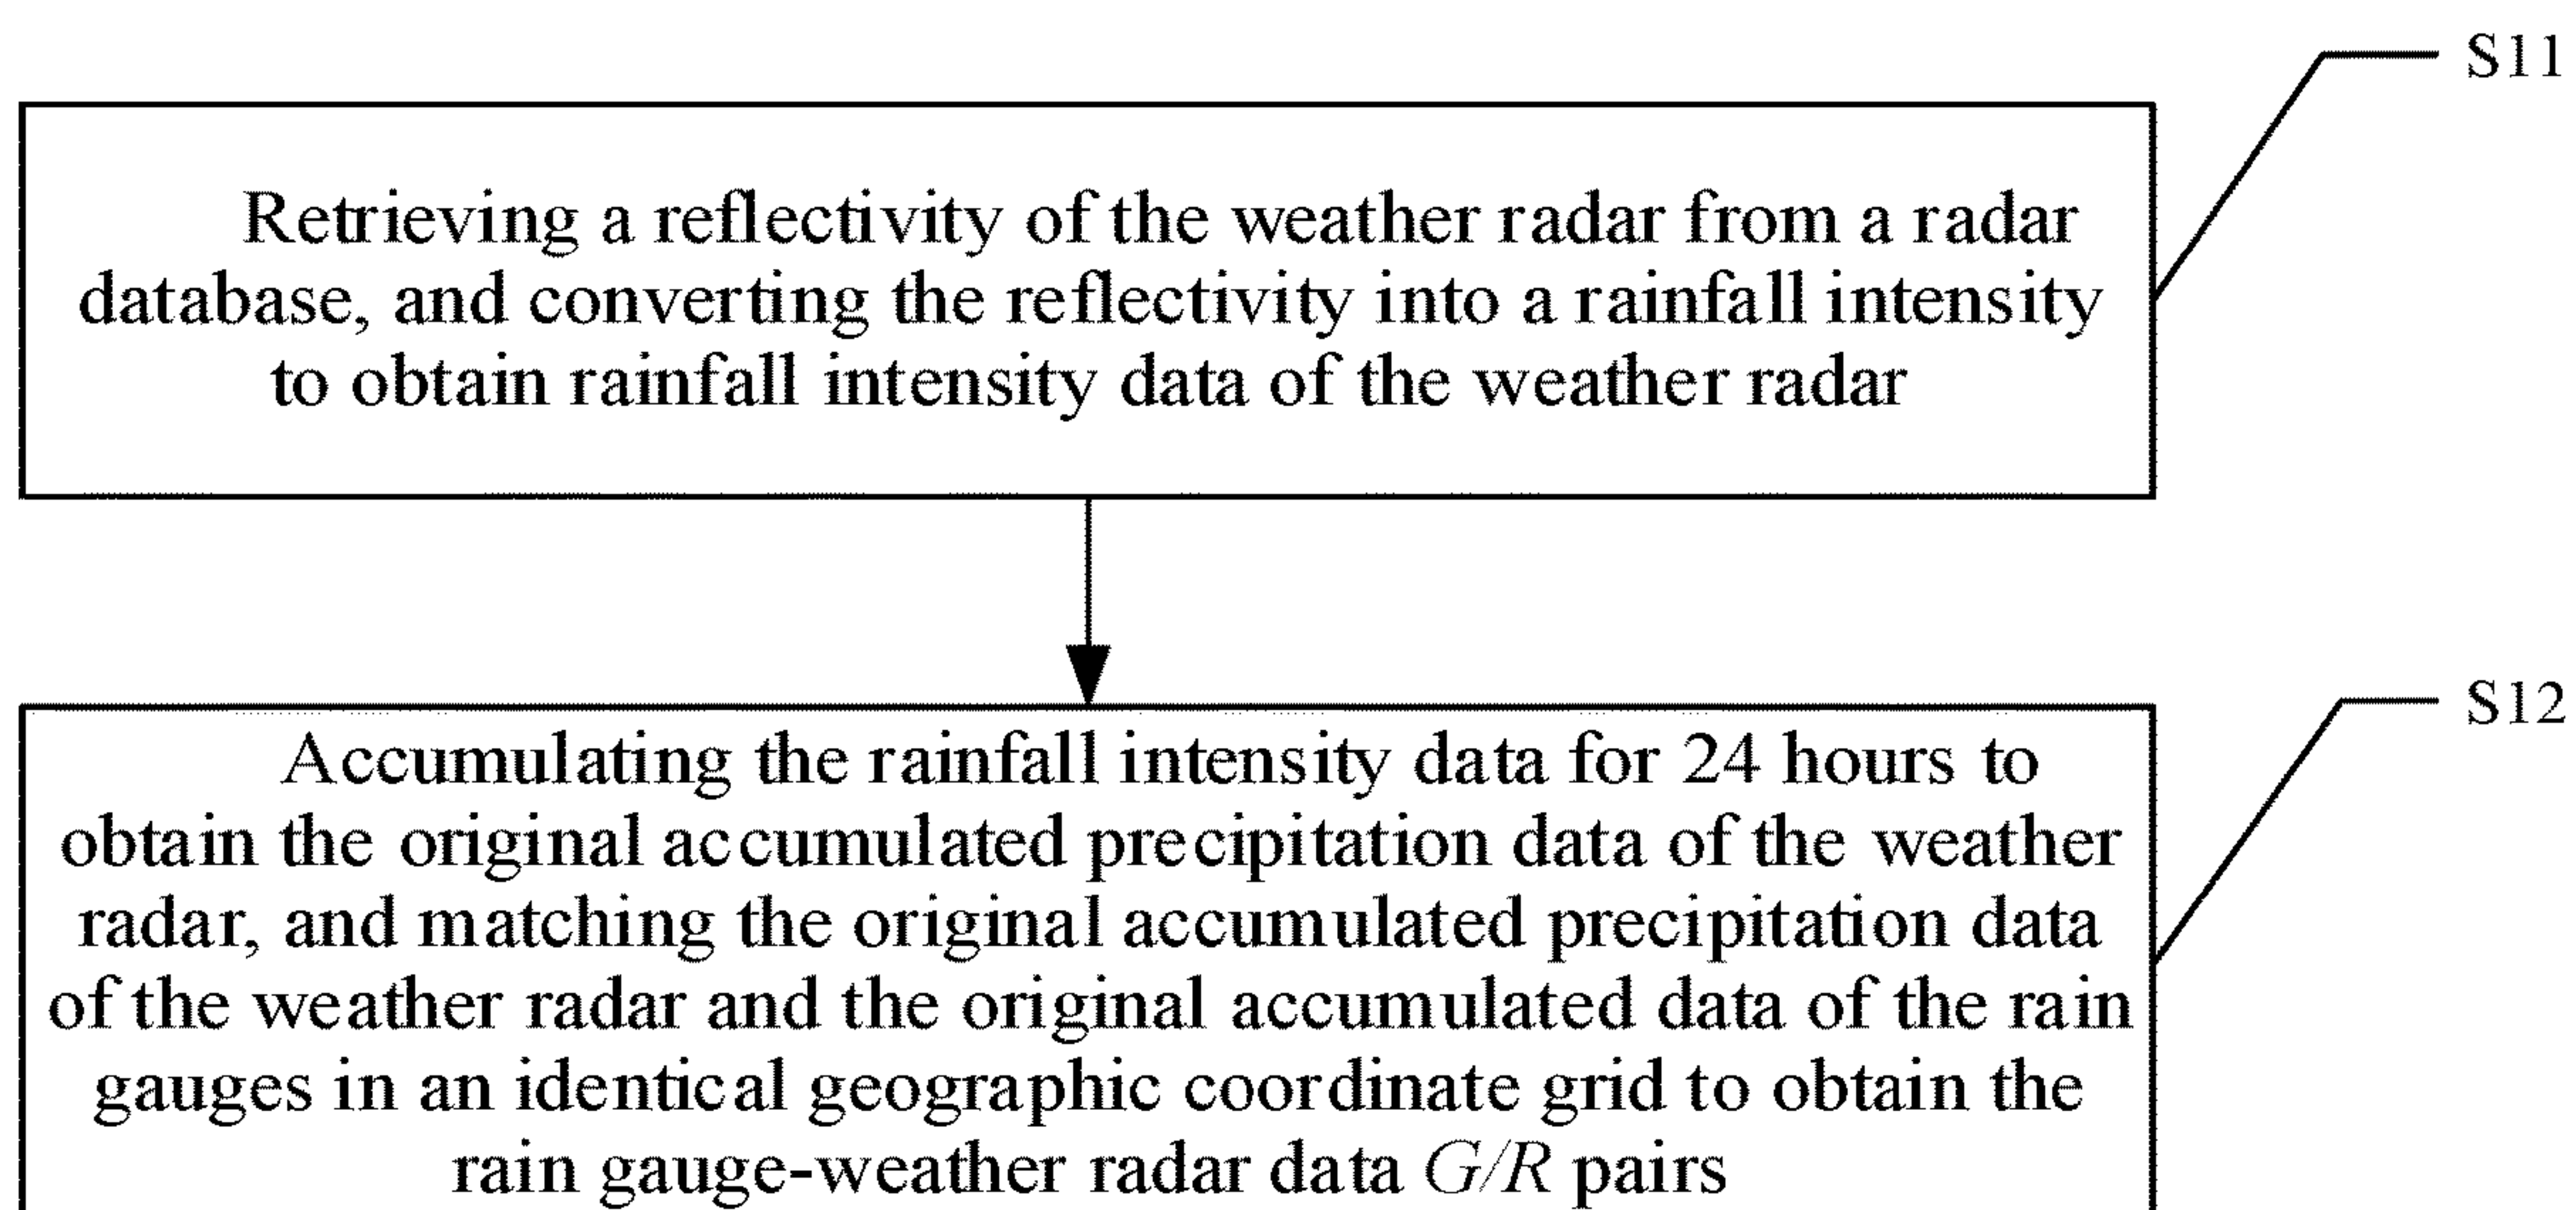 S11
Retrieving a reflectivity of the weather radar from a radar
database, and converting the reflectivity into a rainfall intensity
to obtain rainfall intensity data of the weather radar
S12
Accumulating the rainfall intensity data for 24 hours to
obtain the original accumulated precipitation data of the weather
radar, and matching the original accumulated precipitation data
of the weather radar and the original accumulated data of the rain
gauges in an identical geographic coordinate grid to obtain the
rain gauge-weather radar data G/R pairs